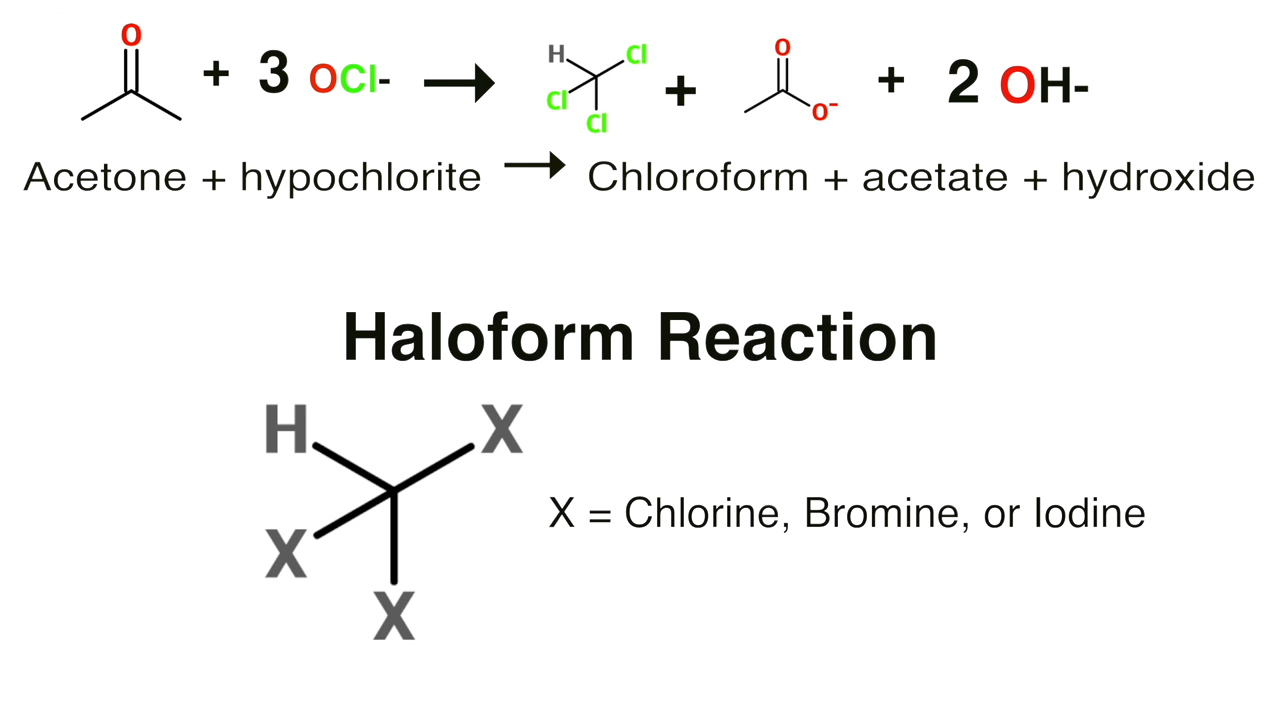 O
+ 3 OCl- → H Cl Cl Cl + O O⁻ + 2 OH-
Acetone + hypochlorite → Chloroform + acetate + hydroxide
Haloform Reaction
H X
X = Chlorine, Bromine, or Iodine
X
X